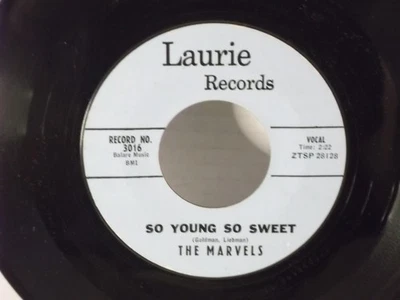 Laurie
Records
RECORD NO.
3016
Bolero Music
BMI
VOCAL
Time: 2:22
ZTSP 28128
SO YOUNG SO SWEET
(Goldman, Liebman)
THE MARVELS